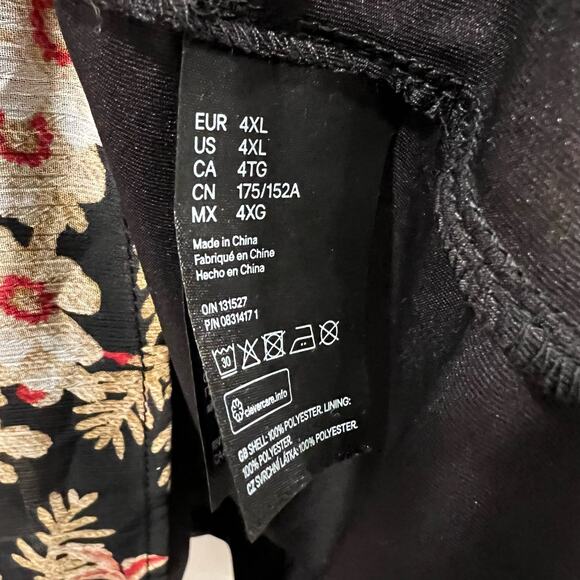 EUR 4XL
US 4XL
CA 4TG
CN 175/152A
MX 4XG
Made in China
Fabriqué en Chine
Hecho en China
O/N 131527
P/N 0831417 1
30
clevercare.info
GB SHELL: 100% POLYESTER. LINING:
100% POLYESTER.
CZ SVRCHNÍ LÁTKA: 100% POLYESTER.